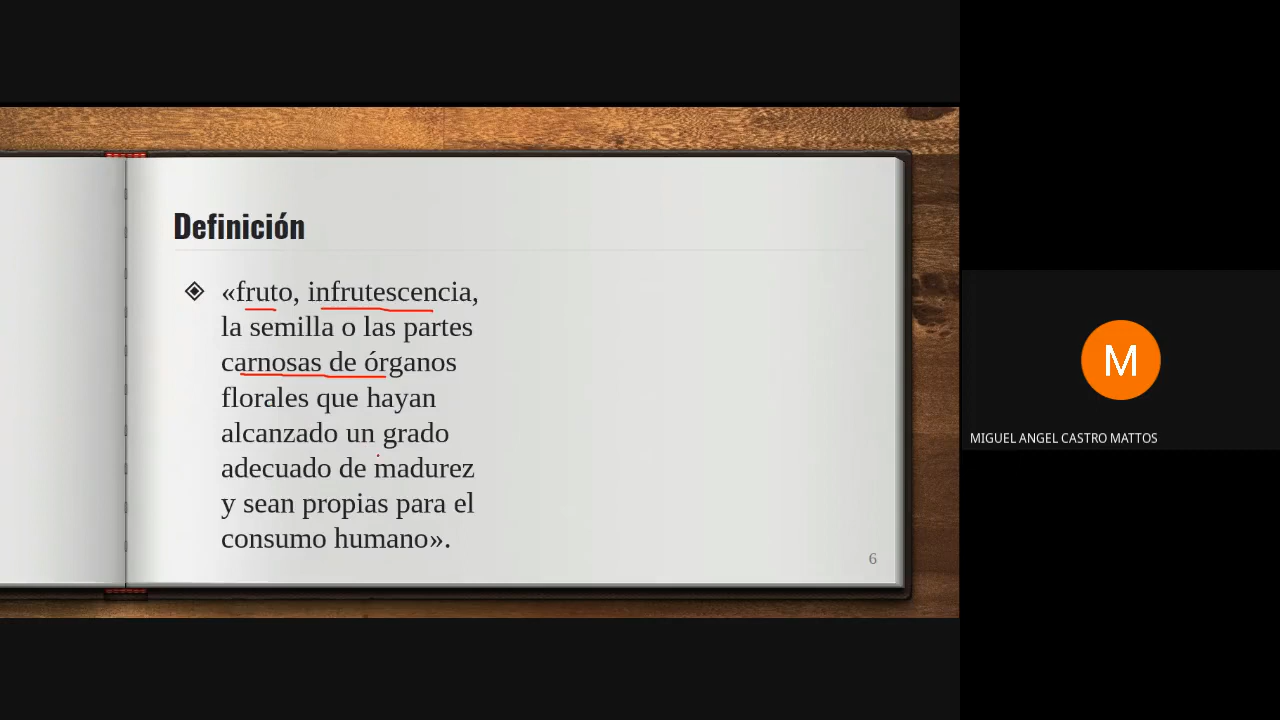 Definición
«fruto, infrutescencia,
la semilla o las partes
carnosas de órganos
florales que hayan
alcanzado un grado
adecuado de madurez
y sean propias para el
consumo humano».
6
M
MIGUEL ANGEL CASTRO MATTOS